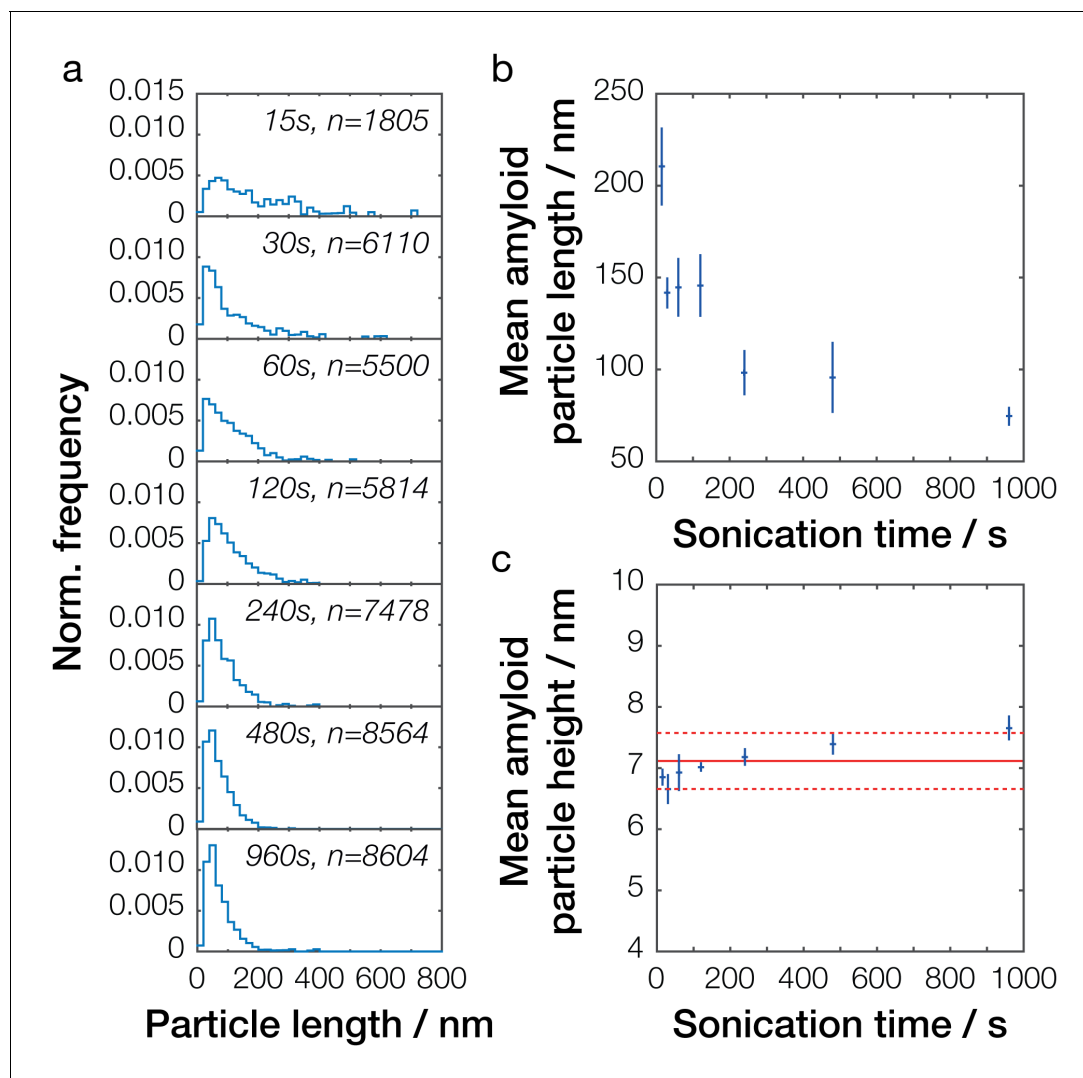 a
0.015
0.010
0.005
0
15s, n=1805
0.010
0.005
0
30s, n=6110
0.010
0.005
0
60s, n=5500
0.010
0.005
0
120s, n=5814
0.010
0.005
0
240s, n=7478
0.010
0.005
0
480s, n=8564
0.010
0.005
0
960s, n=8604
0 200 400 600 800
Norm. frequency
Particle length / nm
b
250
200
150
100
50
0 200 400 600 800 1000
Mean amyloid
particle length / nm
Sonication time / s
c
10
9
8
7
6
5
4
0 200 400 600 800 1000
Mean amyloid
particle height / nm
Sonication time / s